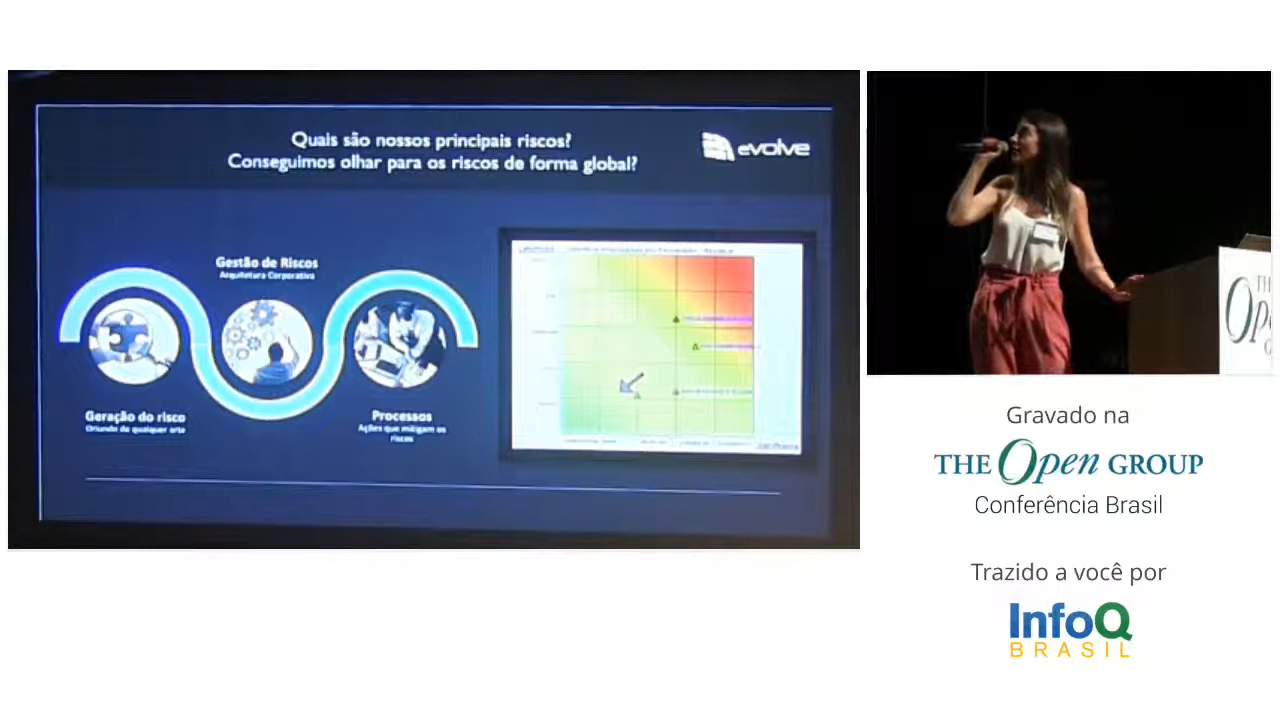 Quais são nossos principais riscos?
Conseguimos olhar para os riscos de forma global?
evolve
Gestão de Riscos
Arquitetura Corporativa
Geração do risco
Oriundo de qualquer
Processos
Ações que mitigam os
riscos
Open
Gravado na
THE Open GROUP
Conferência Brasil
Trazido a você por
InfoQ
BRASIL